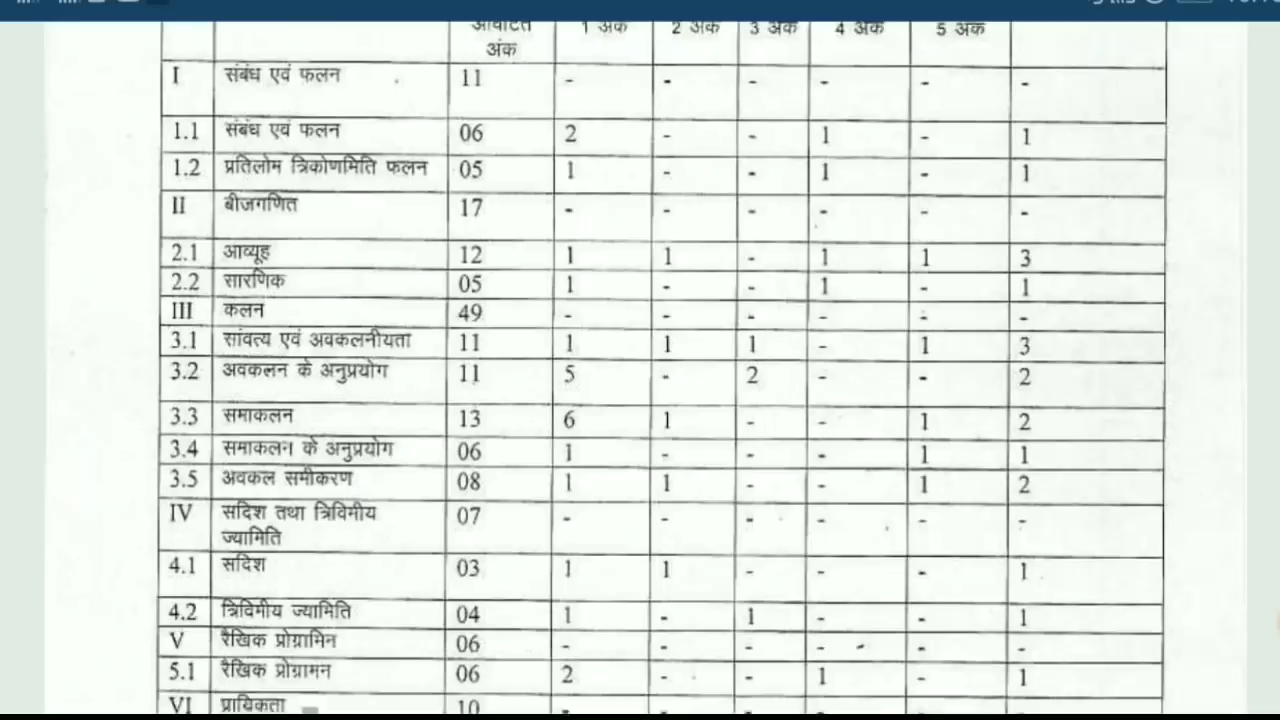 आवंटित 1 अंक 2 अंक 3 अंक 4 अंक 5 अंक
अंक
I संबंध एवं फलन 11 - - - - - -
1.1 संबंध एवं फलन 06 2 - - 1 - 1
1.2 प्रतिलोम त्रिकोणमिति फलन 05 1 - - 1 - 1
II बीजगणित 17 - - - - - -
2.1 आव्यूह 12 1 1 - 1 1 3
2.2 सारणिक 05 1 - - 1 - 1
III कलन 49 - - - - - -
3.1 सांवत्य एवं अवकलनीयता 11 1 1 1 - 1 3
3.2 अवकलन के अनुप्रयोग 11 5 - 2 - - 2
3.3 समाकलन 13 6 1 - - 1 2
3.4 समाकलन के अनुप्रयोग 06 1 - - - 1 1
3.5 अवकल समीकरण 08 1 1 - - 1 2
IV सदिश तथा त्रिविमीय 07 - - - - - -
ज्यामिति
4.1 सदिश 03 1 1 - - - 1
4.2 त्रिविमीय ज्यामिति 04 1 - 1 - - 1
V रैखिक प्रोग्रामिन 06 - - - - - -
5.1 रैखिक प्रोग्रामन 06 2 - - 1 - 1
VI प्रायिकता 10 - - - - - -